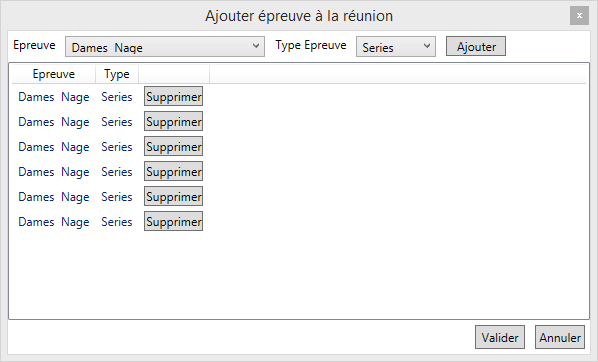 Ajouter épreuve à la réunion
x
Epreuve Dames Nage Type Epreuve Series Ajouter
Epreuve Type
Dames Nage Series Supprimer
Dames Nage Series Supprimer
Dames Nage Series Supprimer
Dames Nage Series Supprimer
Dames Nage Series Supprimer
Dames Nage Series Supprimer
Valider Annuler